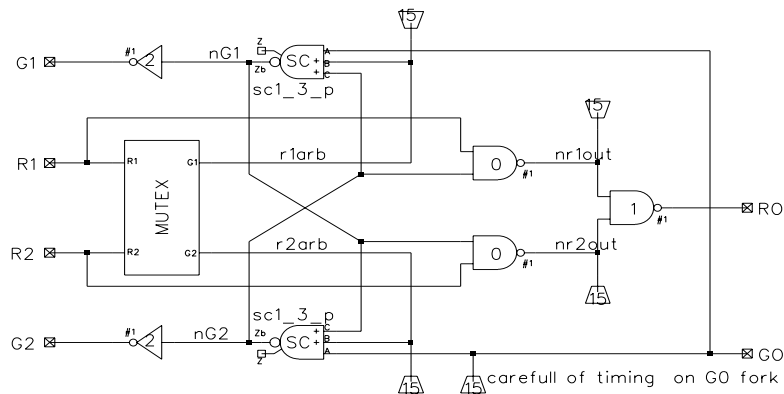 15
Z
#1
nG1
A
G1
2
SC
+
B
Zb
+
C
sc1_3_p
15
R1
R1
G1
r1arb
0
nr1out
#1
MUTEX
1
RO
#1
R2
R2
G2
r2arb
0
nr2out
#1
15
sc1_3_p
#1
nG2
Zb
+
C
G2
2
SC
+
B
A
GO
Z
15
15
carefull of timing on GO fork